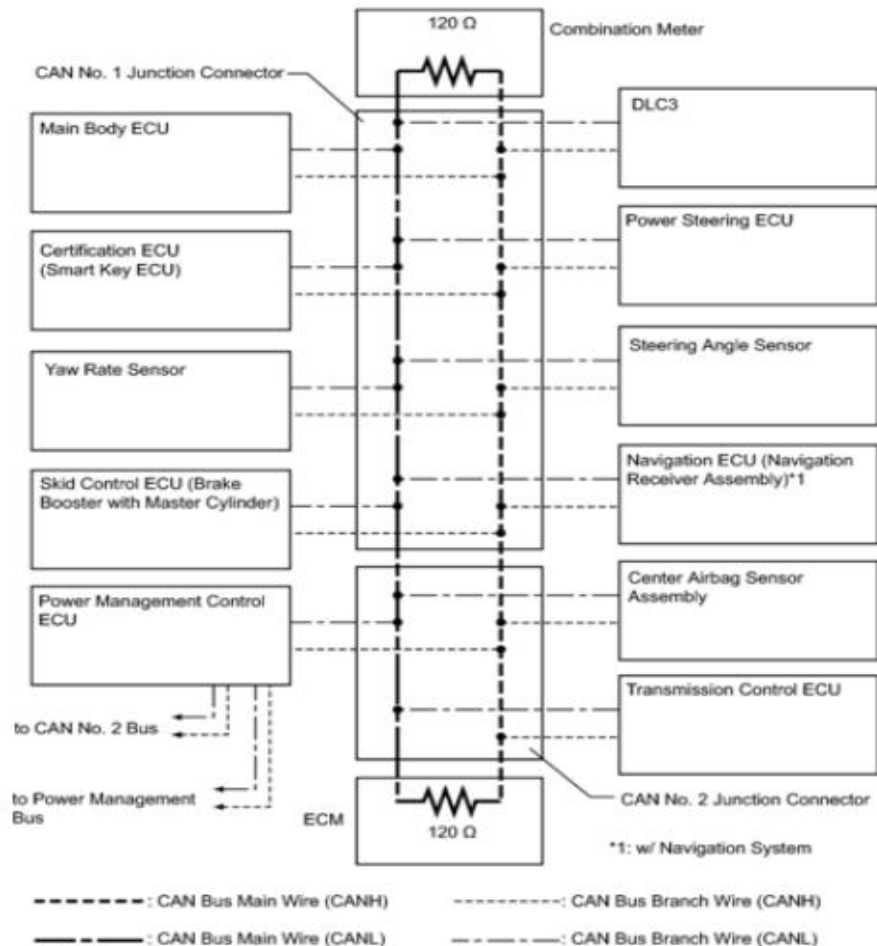 120 Ω
Combination Meter
CAN No. 1 Junction Connector
DLC3
Main Body ECU
Power Steering ECU
Certification ECU
(Smart Key ECU)
Steering Angle Sensor
Yaw Rate Sensor
Navigation ECU (Navigation
Receiver Assembly)*1
Skid Control ECU (Brake
Booster with Master Cylinder)
Center Airbag Sensor
Assembly
Power Management Control
ECU
Transmission Control ECU
to CAN No. 2 Bus
to Power Management
Bus
CAN No. 2 Junction Connector
ECM
120 Ω
*1: w/ Navigation System
: CAN Bus Main Wire (CANH)
: CAN Bus Branch Wire (CANH)
: CAN Bus Main Wire (CANL)
: CAN Bus Branch Wire (CANL)